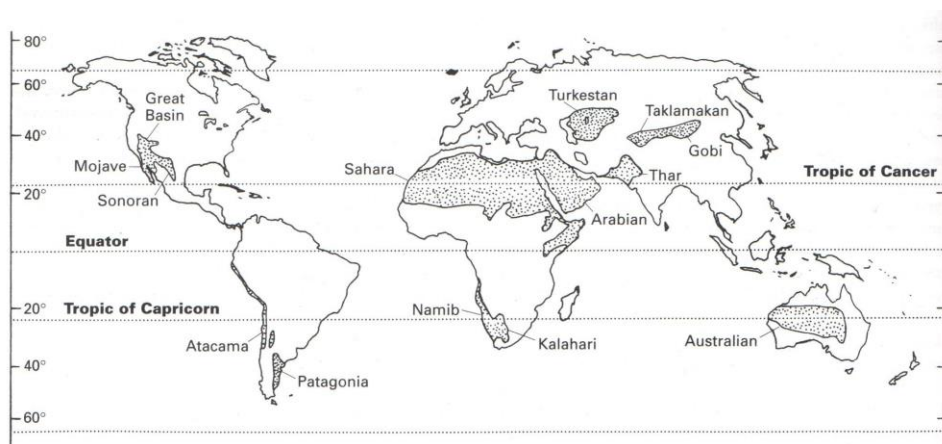 80°
60°
Great
Basin
Turkestan
Taklamakan
40°
Gobi
Mojave
Sahara
Thar
Tropic of Cancer
20°
Sonoran
Arabian
Equator
20°
Tropic of Capricorn
Namib
Atacama
Kalahari
Australian
40°
Patagonia
60°